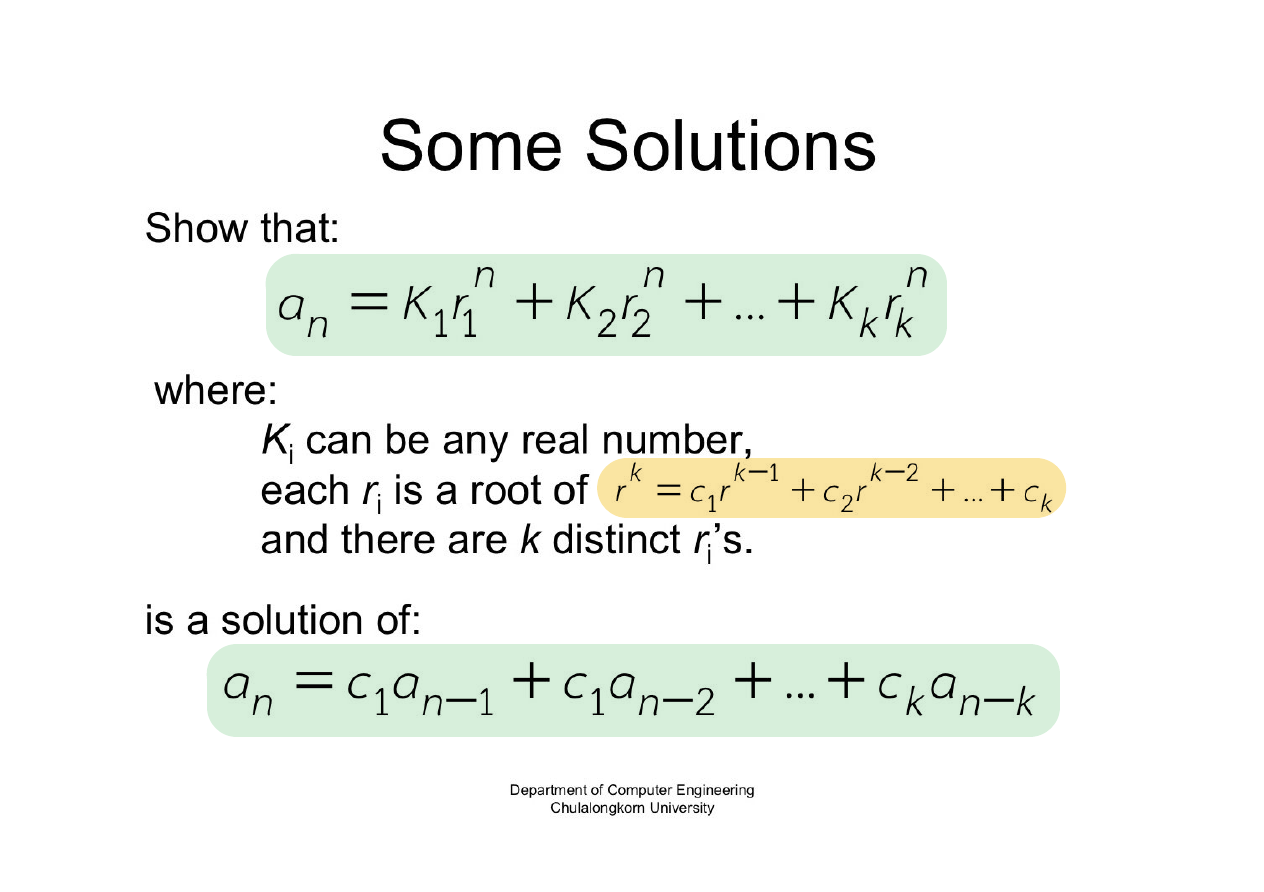 Some Solutions
Show that:
a_n = K_1 r_1^n + K_2 r_2^n + ... + K_k r_k^n
where:
K_i can be any real number,
each r_i is a root of r^k = c_1 r^{k-1} + c_2 r^{k-2} + ... + c_k
and there are k distinct r_i's.
is a solution of:
a_n = c_1 a_{n-1} + c_1 a_{n-2} + ... + c_k a_{n-k}
Department of Computer Engineering
Chulalongkorn University